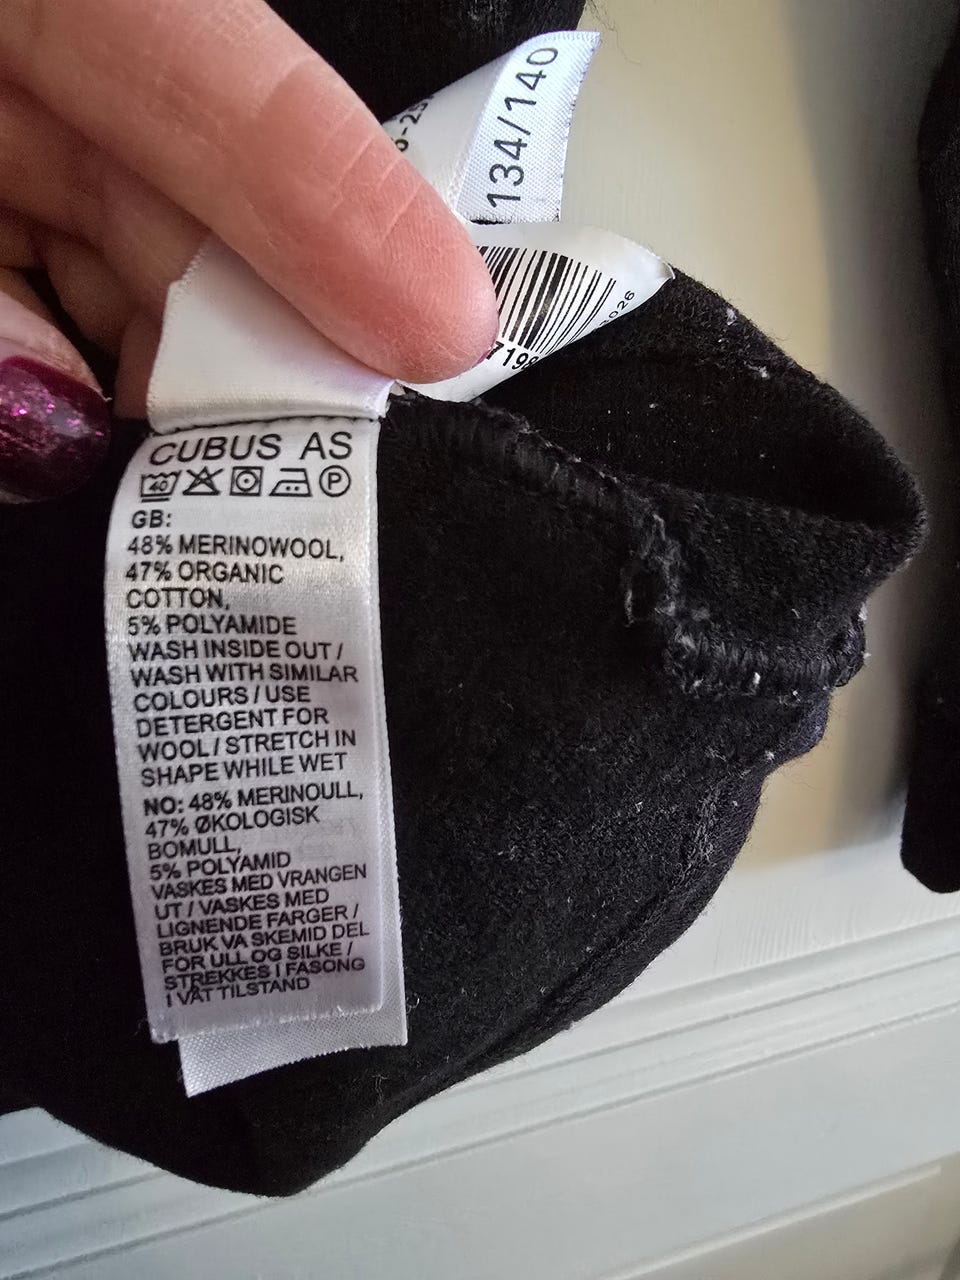 134/140
CUBUS AS
40 P
GB:
48% MERINOWOOL,
47% ORGANIC
COTTON,
5% POLYAMIDE
WASH INSIDE OUT /
WASH WITH SIMILAR
COLOURS / USE
DETERGENT FOR
WOOL / STRETCH IN
SHAPE WHILE WET
NO: 48% MERINOULL,
47% ØKOLOGISK
BOMULL,
5% POLYAMID
VASKES MED VRANGEN
UT / VASKES MED
LIGNENDE FARGER /
BRUK VASKEMIDDEL
FOR ULL OG SILKE /
STREKKES I FASONG
I VÅT TILSTAND